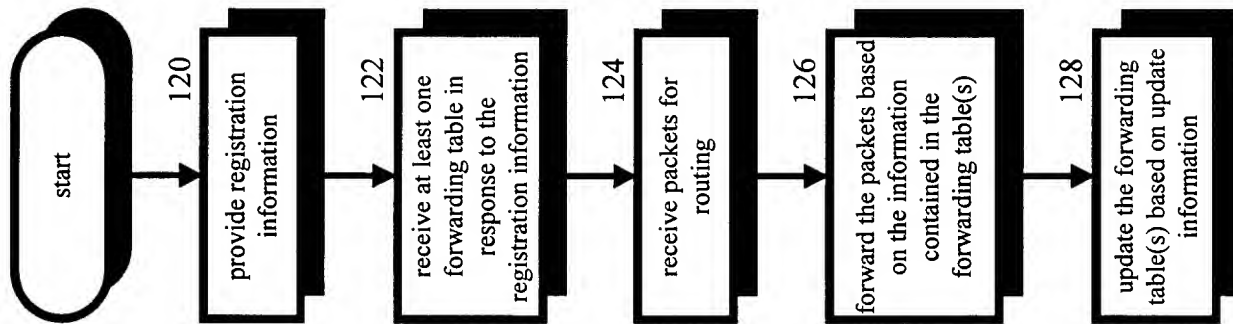 start
120
provide registration
information
122
receive at least one
forwarding table in
response to the
registration information
124
receive packets for
routing
126
forward the packets based
on the information
contained in the
forwarding table(s)
128
update the forwarding
table(s) based on update
information